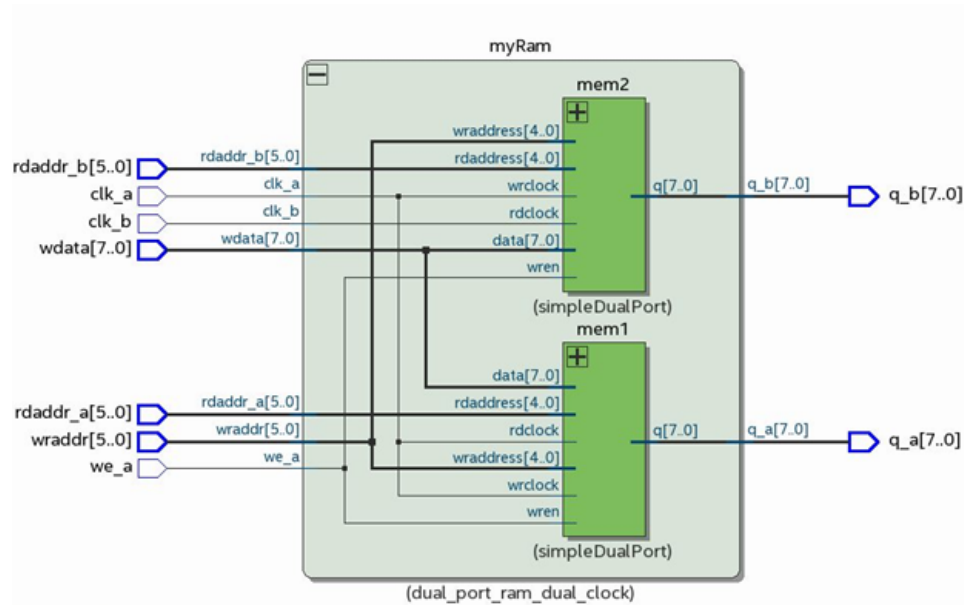 myRam
mem2
wraddress[4..0]
rdaddr_b[5..0]
rdaddr_b[5..0]
rdaddress[4..0]
clk_a
clk_a
wrclock
q[7..0]
q_b[7..0]
q_b[7..0]
clk_b
clk_b
rdclock
wdata[7..0]
wdata[7..0]
data[7..0]
wren
(simpleDualPort)
mem1
data[7..0]
rdaddr_a[5..0]
rdaddr_a[5..0]
rdaddress[4..0]
wraddr[5..0]
wraddr[5..0]
rdclock
q[7..0]
q_a[7..0]
q_a[7..0]
we_a
we_a
wraddress[4..0]
wrclock
wren
(simpleDualPort)
(dual_port_ram_dual_clock)